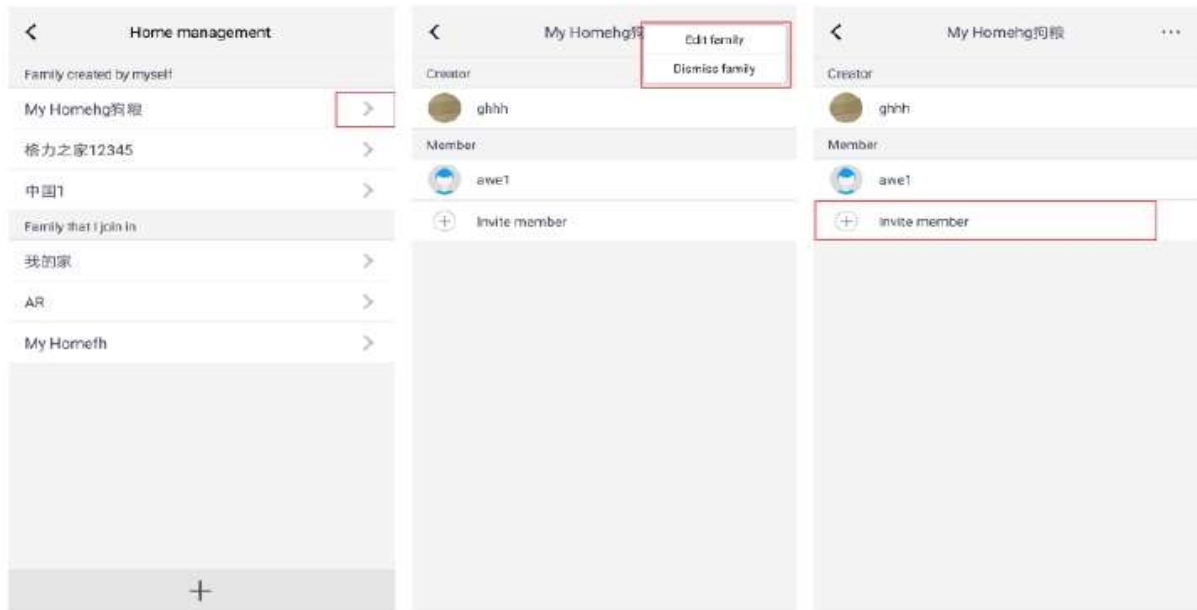 Home management
Family created by myself
My Homehg狗粮
格力之家12345
中国1
Family that I join in
我的家
AR
My Homefh
My Homehg狗
Edit family
Dismiss family
Creator
ghhh
Member
awe1
Invite member
My Homehg狗粮
Creator
ghhh
Member
awe1
Invite member